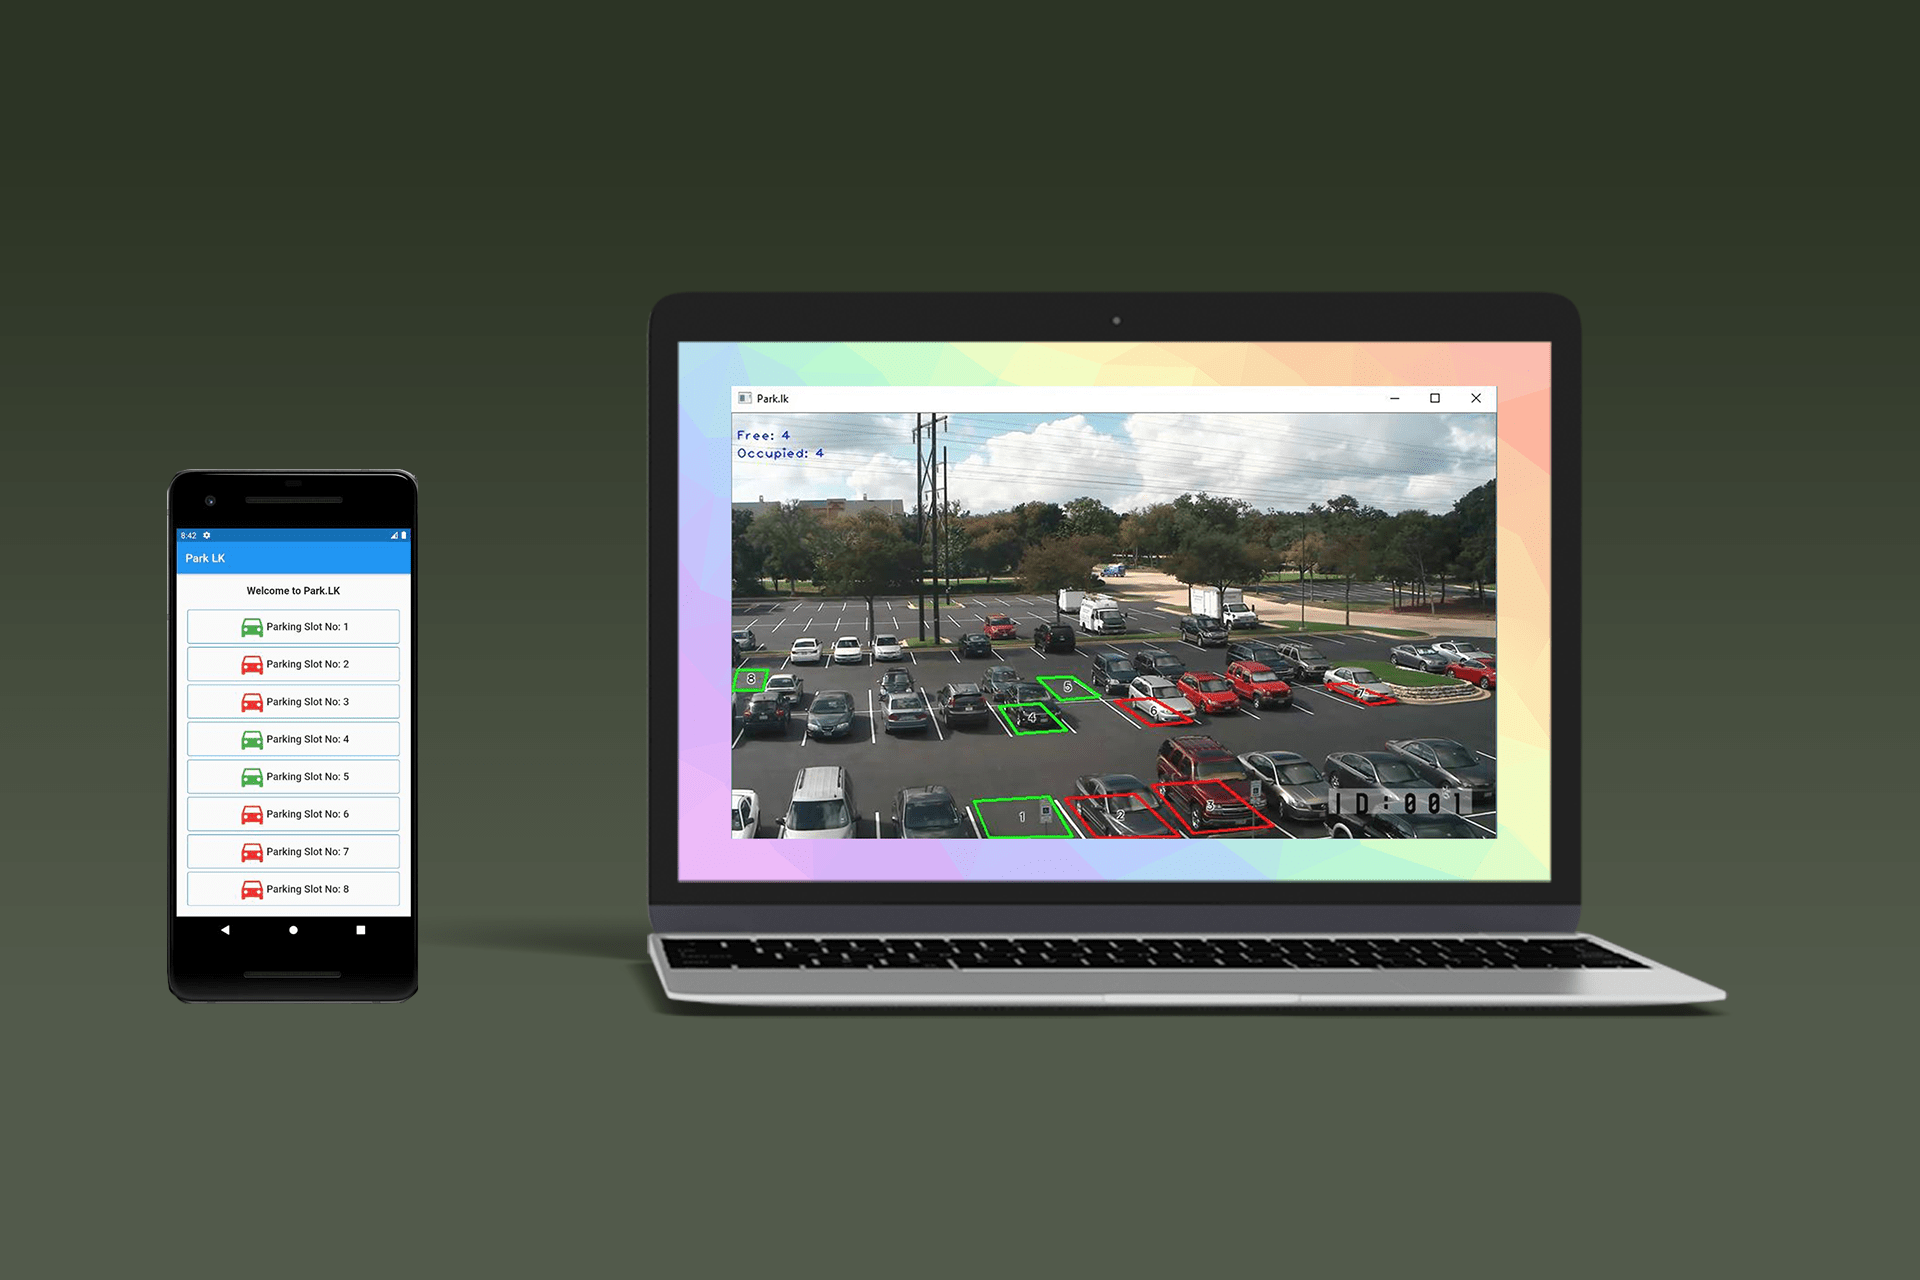 8:42
Park LK
Welcome to Park.LK
Parking Slot No: 1
Parking Slot No: 2
Parking Slot No: 3
Parking Slot No: 4
Parking Slot No: 5
Parking Slot No: 6
Parking Slot No: 7
Parking Slot No: 8
Park.lk
Free: 4
Occupied: 4
8
5
7
6
4
3
2
1
ID:001